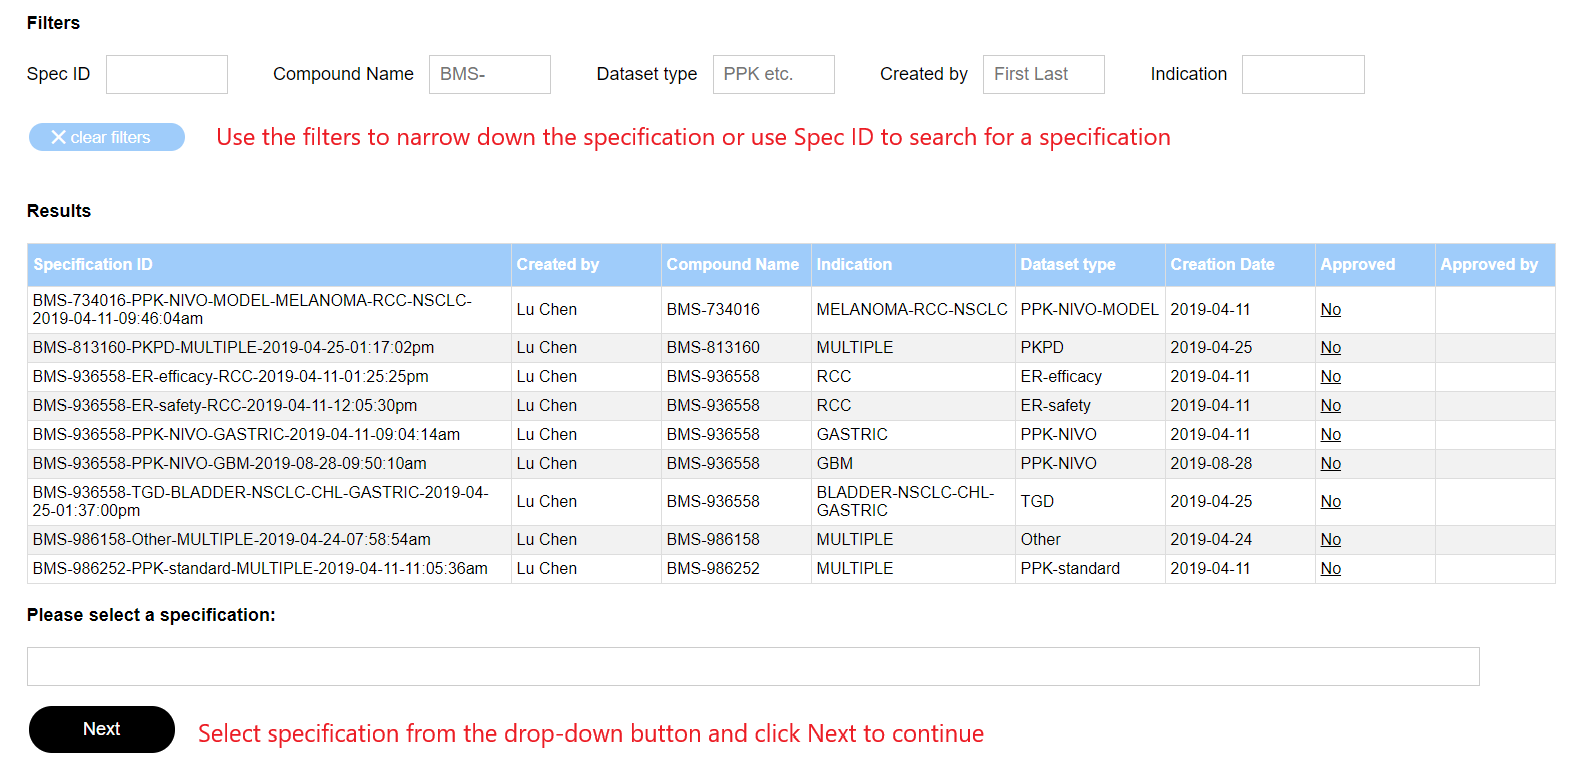 Filters
Spec ID Compound Name BMS- Dataset type PPK etc. Created by First Last Indication
clear filters Use the filters to narrow down the specification or use Spec ID to search for a specification
Results
Specification ID Created by Compound Name Indication Dataset type Creation Date Approved Approved by
BMS-734016-PPK-NIVO-MODEL-MELANOMA-RCC-NSCLC-
2019-04-11-09:46:04am Lu Chen BMS-734016 MELANOMA-RCC-NSCLC PPK-NIVO-MODEL 2019-04-11 No
BMS-813160-PKPD-MULTIPLE-2019-04-25-01:17:02pm Lu Chen BMS-813160 MULTIPLE PKPD 2019-04-25 No
BMS-936558-ER-efficacy-RCC-2019-04-11-01:25:25pm Lu Chen BMS-936558 RCC ER-efficacy 2019-04-11 No
BMS-936558-ER-safety-RCC-2019-04-11-12:05:30pm Lu Chen BMS-936558 RCC ER-safety 2019-04-11 No
BMS-936558-PPK-NIVO-GASTRIC-2019-04-11-09:04:14am Lu Chen BMS-936558 GASTRIC PPK-NIVO 2019-04-11 No
BMS-936558-PPK-NIVO-GBM-2019-08-28-09:50:10am Lu Chen BMS-936558 GBM PPK-NIVO 2019-08-28 No
BMS-936558-TGD-BLADDER-NSCLC-CHL-GASTRIC-2019-04-
25-01:37:00pm Lu Chen BMS-936558 BLADDER-NSCLC-CHL-
GASTRIC TGD 2019-04-25 No
BMS-986158-Other-MULTIPLE-2019-04-24-07:58:54am Lu Chen BMS-986158 MULTIPLE Other 2019-04-24 No
BMS-986252-PPK-standard-MULTIPLE-2019-04-11-11:05:36am Lu Chen BMS-986252 MULTIPLE PPK-standard 2019-04-11 No
Please select a specification:
Next Select specification from the drop-down button and click Next to continue